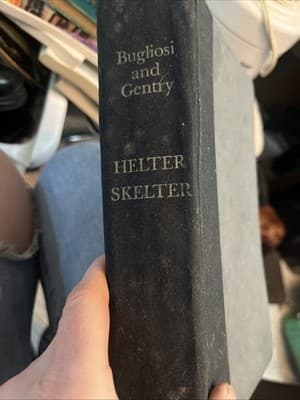 Bugliosi
and
Gentry
HELTER
SKELTER